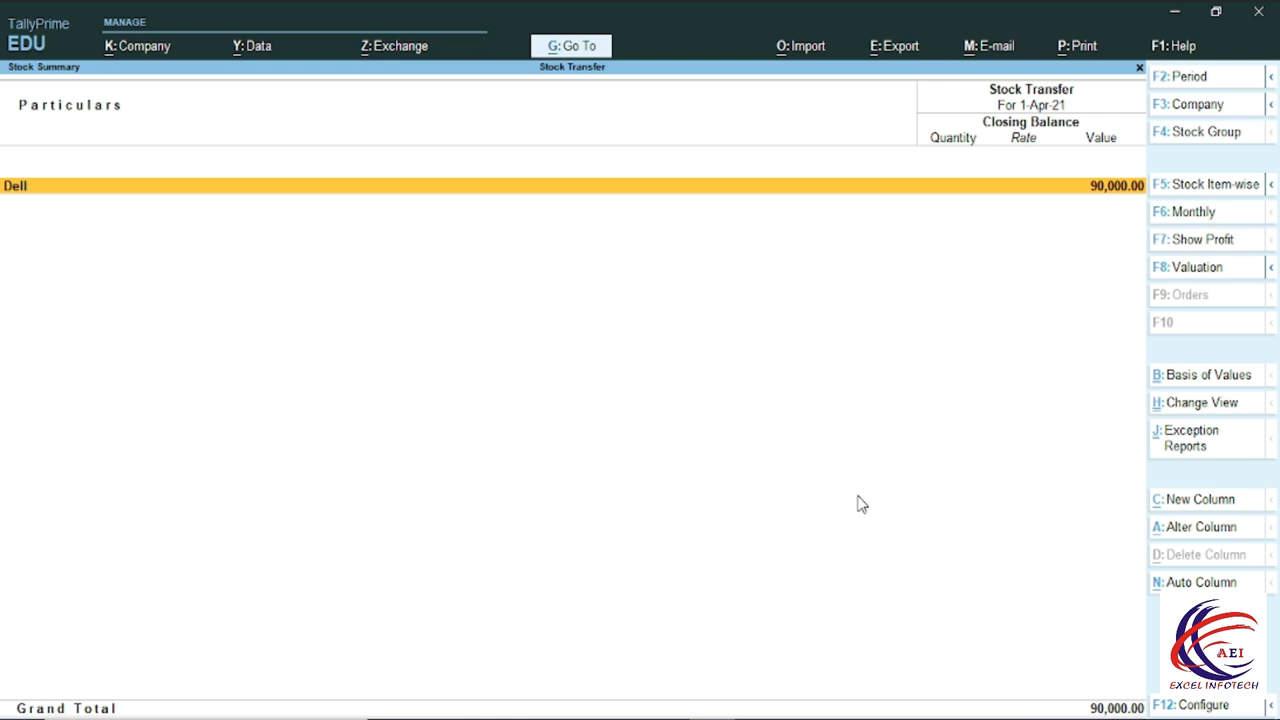 TallyPrime
EDU
MANAGE
K: Company
Y: Data
Z: Exchange
G: Go To
O: Import
E: Export
M: E-mail
P: Print
F1: Help
Stock Summary
Stock Transfer
x
Particulars
Stock Transfer
For 1-Apr-21
Closing Balance
Quantity Rate Value
Dell 90,000.00
Grand Total 90,000.00
F2: Period
F3: Company
F4: Stock Group
F5: Stock Item-wise
F6: Monthly
F7: Show Profit
F8: Valuation
F9: Orders
F10
B: Basis of Values
H: Change View
J: Exception
Reports
C: New Column
A: Alter Column
D: Delete Column
N: Auto Column
AEI
EXCEL INFOTECH
F12: Configure